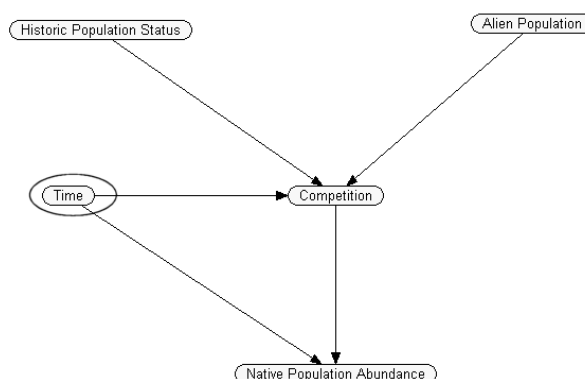 Historic Population Status
Alien Population
Time
Competition
Native Population Abundance